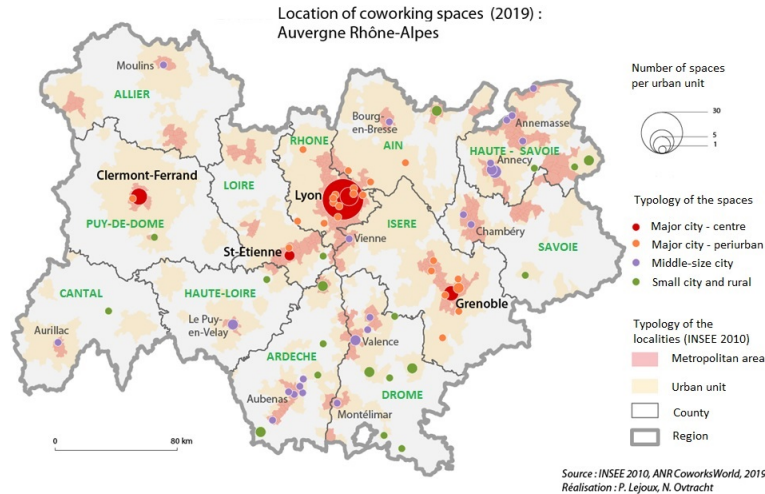 Location of coworking spaces (2019) :
Auvergne Rhône-Alpes
Moulins
ALLIER
Clermont-Ferrand
PUY-DE-DOME
LOIRE
RHONE
Bourg-
en-Bresse
AIN
Annemasse
HAUTE - SAVOIE
Annecy
Lyon
ISERE
Vienne
Chambéry
SAVOIE
St-Etienne
Grenoble
CANTAL
Aurillac
HAUTE-LOIRE
Le Puy-
en-Velay
ARDECHE
Aubenas
Valence
DROME
Montélimar
0
80 km
Number of spaces
per urban unit
30
5
1
Typology of the spaces
Major city - centre
Major city - periurban
Middle-size city
Small city and rural
Typology of the
localities (INSEE 2010)
Metropolitan area
Urban unit
County
Region
Source : INSEE 2010, ANR CoworksWorld, 2019
Réalisation : P. Lejoux, N. Ovtracht